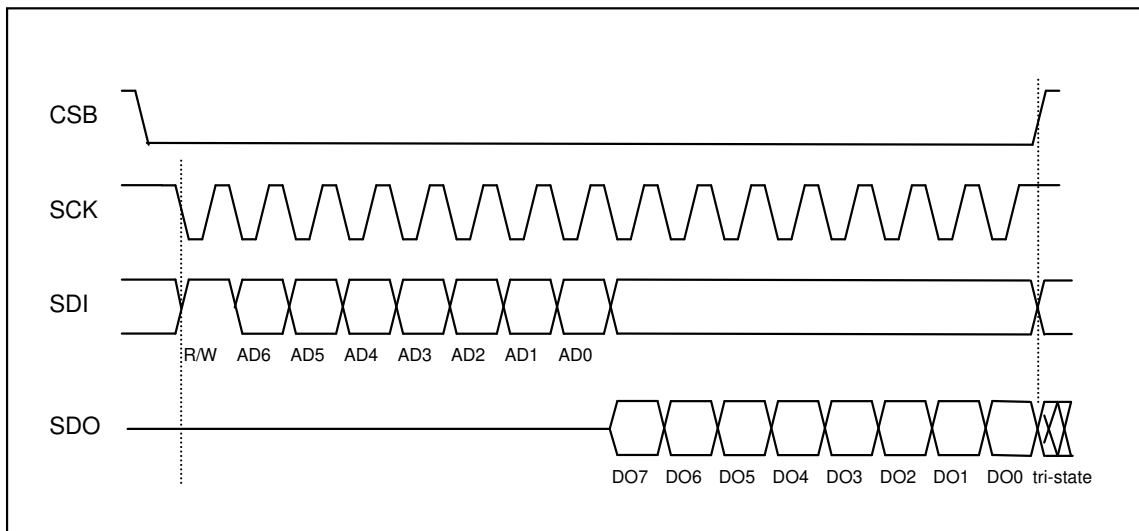 CSB
SCK
SDI
R/W AD6 AD5 AD4 AD3 AD2 AD1 AD0
SDO
DO7 DO6 DO5 DO4 DO3 DO2 DO1 DO0 tri-state